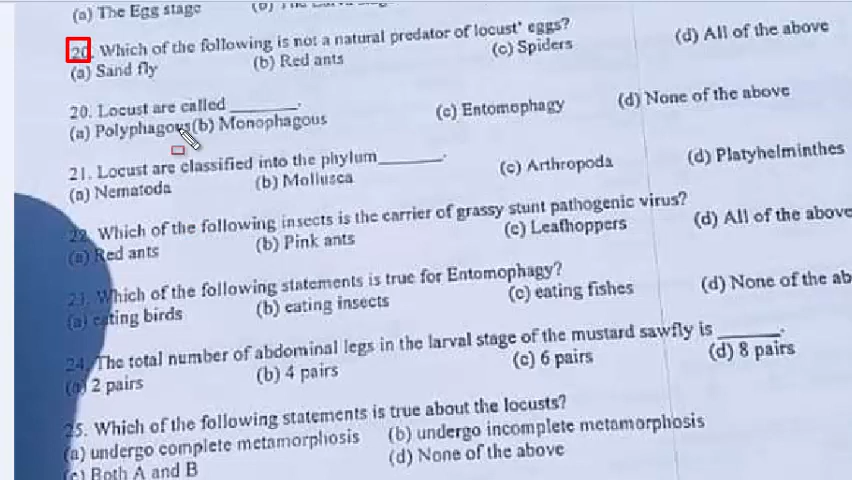 (a) The Egg stage
20. Which of the following is not a natural predator of locust' eggs?
(a) Sand fly (b) Red ants (c) Spiders (d) All of the above
20. Locust are called ______.
(a) Polyphagous(b) Monophagous (c) Entomophagy (d) None of the above
21. Locust are classified into the phylum______.
(a) Nematoda (b) Mollusca (c) Arthropoda (d) Platyhelminthes
22. Which of the following insects is the carrier of grassy stunt pathogenic virus?
(a) Red ants (b) Pink ants (c) Leafhoppers (d) All of the above
23. Which of the following statements is true for Entomophagy?
(a) eating birds (b) eating insects (c) eating fishes (d) None of the ab
24. The total number of abdominal legs in the larval stage of the mustard sawfly is ______.
(a) 2 pairs (b) 4 pairs (c) 6 pairs (d) 8 pairs
25. Which of the following statements is true about the locusts?
(a) undergo complete metamorphosis (b) undergo incomplete metamorphosis
(c) Both A and B (d) None of the above